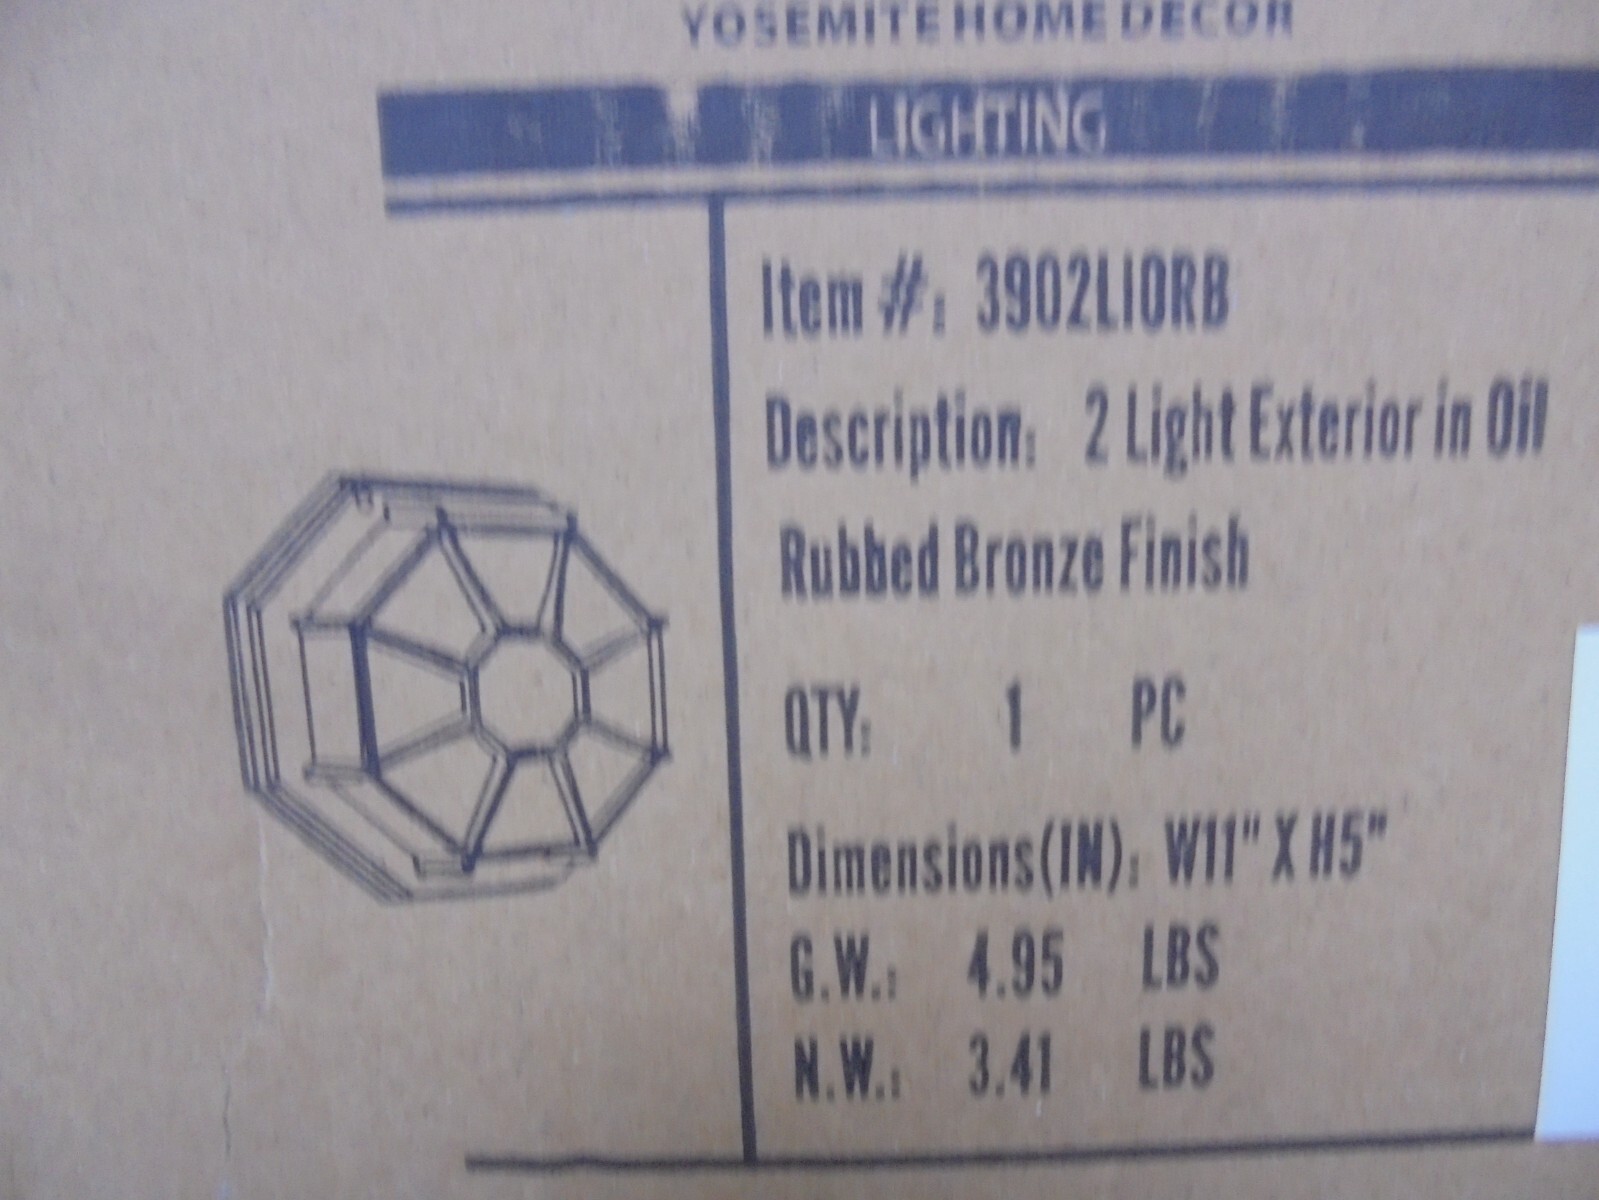 YOSEMITE HOME DECOR
LIGHTING
Item #: 3902LIORB
Description: 2 Light Exterior in Oil
Rubbed Bronze Finish
QTY: 1 PC
Dimensions(IN): W11" X H5"
G.W.: 4.95 LBS
N.W.: 3.41 LBS